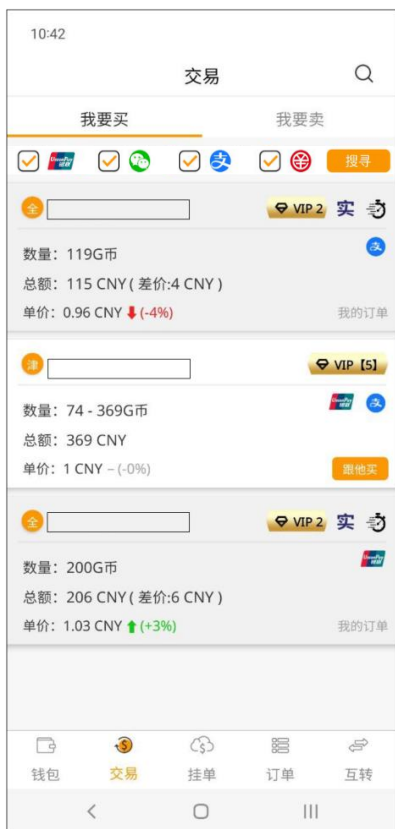 10:42
交易
我要买 我要卖
搜寻
全 VIP 2 实
数量：119G币
总额：115 CNY ( 差价:4 CNY )
单价：0.96 CNY (-4%) 我的订单
津 VIP【5】
数量：74 - 369G币
总额：369 CNY
单价：1 CNY – (-0%) 跟他买
全 VIP 2 实
数量：200G币
总额：206 CNY ( 差价:6 CNY )
单价：1.03 CNY (+3%) 我的订单
钱包 交易 挂单 订单 互转